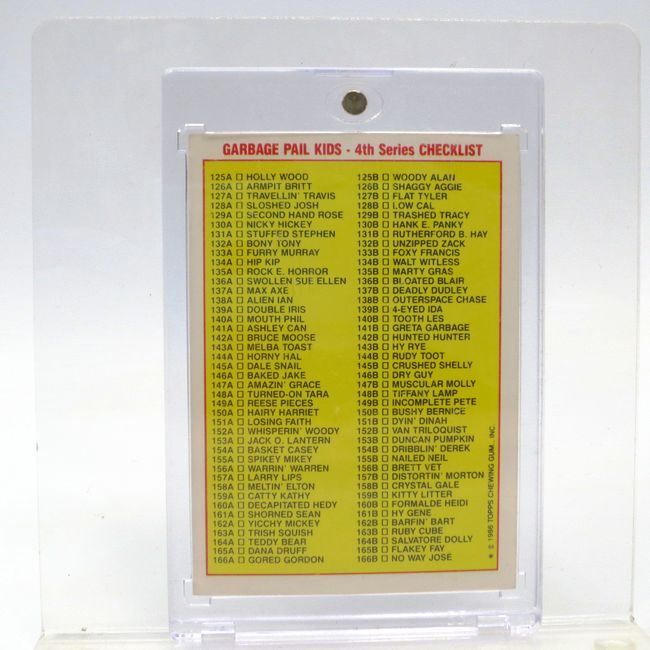 GARBAGE PAIL KIDS - 4th Series CHECKLIST
125A □ HOLLY WOOD 125B □ WOODY ALAN
126A □ ARMPIT BRITT 126B □ SHAGGY AGGIE
127A □ TRAVELLIN' TRAVIS 127B □ FLAT TYLER
128A □ SLOSHED JOSH 128B □ LOW CAL
129A □ SECOND HAND ROSE 129B □ TRASHED TRACY
130A □ NICKY HICKEY 130B □ HANK E. PANKY
131A □ STUFFED STEPHEN 131B □ RUTHERFORD B. HAY
132A □ BONY TONY 132B □ UNZIPPED ZACK
133A □ FURRY MURRAY 133B □ FOXY FRANCIS
134A □ HIP KIP 134B □ WALT WITLESS
135A □ ROCK E. HORROR 135B □ MARTY GRAS
136A □ SWOLLEN SUE ELLEN 136B □ BLOATED BLAIR
137A □ MAX AXE 137B □ DEADLY DUDLEY
138A □ ALIEN IAN 138B □ OUTERSPACE CHASE
139A □ DOUBLE IRIS 139B □ 4-EYED IDA
140A □ MOUTH PHIL 140B □ TOOTH LES
141A □ ASHLEY CAN 141B □ GRETA GARBAGE
142A □ BRUCE MOOSE 142B □ HUNTED HUNTER
143A □ MELBA TOAST 143B □ HY RYE
144A □ HORNY HAL 144B □ RUDY TOOT
145A □ DALE SNAIL 145B □ CRUSHED SHELLY
146A □ BAKED JAKE 146B □ DRY GUY
147A □ AMAZIN' GRACE 147B □ MUSCULAR MOLLY
148A □ TURNED-ON TARA 148B □ TIFFANY LAMP
149A □ REESE PIECES 149B □ INCOMPLETE PETE
150A □ HAIRY HARRIET 150B □ BUSHY BERNICE
151A □ LOSING FAITH 151B □ DYIN' DINAH
152A □ WHISPERIN' WOODY 152B □ VAN TRILOQUIST
153A □ JACK O. LANTERN 153B □ DUNCAN PUMPKIN
154A □ BASKET CASEY 154B □ DRIBBLIN' DEREK
155A □ SPIKEY MIKEY 155B □ NAILED NEIL
156A □ WARRIN' WARREN 156B □ BRETT VET
157A □ LARRY LIPS 157B □ DISTORTIN' MORTON
158A □ MELTIN' ELTON 158B □ CRYSTAL GALE
159A □ CATTY KATHY 159B □ KITTY LITTER
160A □ DECAPITATED HEDY 160B □ FORMALDE HEIDI
161A □ SHORNED SEAN 161B □ HY GENE
162A □ YICCHY MICKEY 162B □ BARFIN' BART
163A □ TRISH SQUISH 163B □ RUBY CUBE
164A □ TEDDY BEAR 164B □ SALVATORE DOLLY
165A □ DANA DRUFF 165B □ FLAKEY FAY
166A □ GORED GORDON 166B □ NO WAY JOSÉ
* © 1986 TOPPS CHEWING GUM, INC